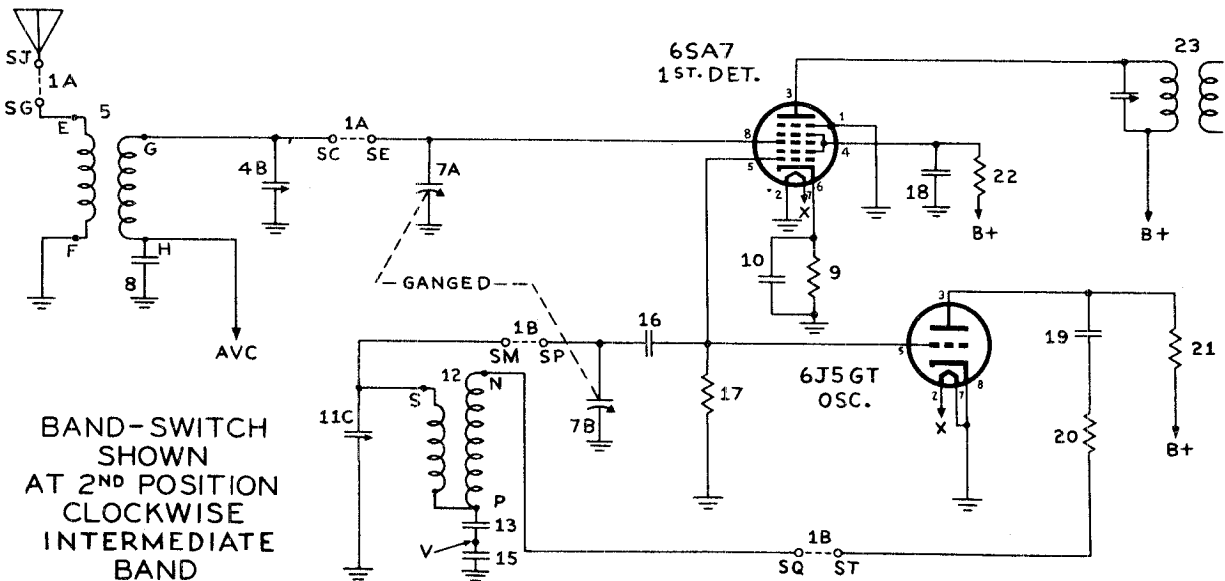 6SA7
1ST. DET.
23
SJ
1A
SG
E
5
F
G
H
8
AVC
4B
1A
SC
SE
7A
GANGED
3
8
5
1
4
2
7
6
X
18
22
B+
B+
10
9
1B
SM
SP
16
12
N
S
11C
7B
17
P
13
V
15
3
5
2
7
8
X
6J5GT
OSC.
19
20
21
B+
1B
SQ
ST
BAND-SWITCH
SHOWN
AT 2ND POSITION
CLOCKWISE
INTERMEDIATE
BAND